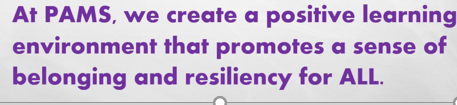 At PAMS, we create a positive learning
environment that promotes a sense of
belonging and resiliency for ALL.